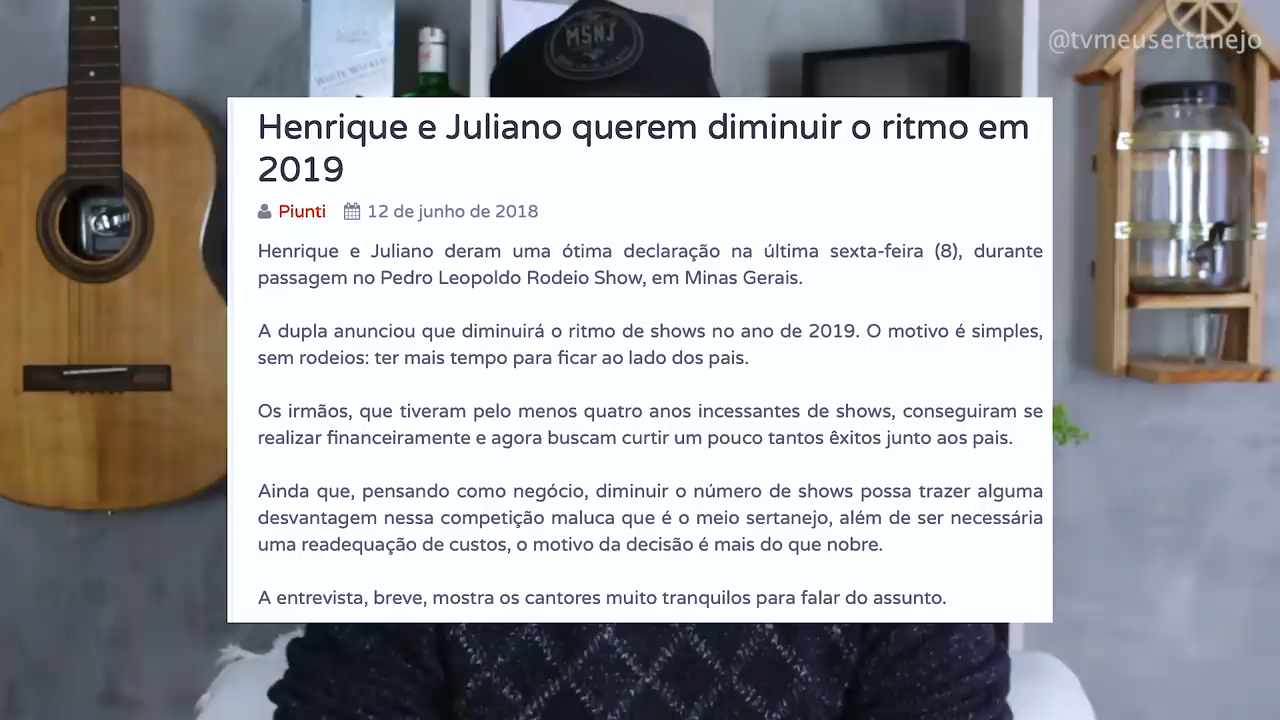 MSNJ
@tvmeusertanejo
WHITE WALKER
Henrique e Juliano querem diminuir o ritmo em
2019
Piunti 12 de junho de 2018
Henrique e Juliano deram uma ótima declaração na última sexta-feira (8), durante
passagem no Pedro Leopoldo Rodeio Show, em Minas Gerais.
A dupla anunciou que diminuirá o ritmo de shows no ano de 2019. O motivo é simples,
sem rodeios: ter mais tempo para ficar ao lado dos pais.
Os irmãos, que tiveram pelo menos quatro anos incessantes de shows, conseguiram se
realizar financeiramente e agora buscam curtir um pouco tantos êxitos junto aos pais.
Ainda que, pensando como negócio, diminuir o número de shows possa trazer alguma
desvantagem nessa competição maluca que é o meio sertanejo, além de ser necessária
uma readequação de custos, o motivo da decisão é mais do que nobre.
A entrevista, breve, mostra os cantores muito tranquilos para falar do assunto.